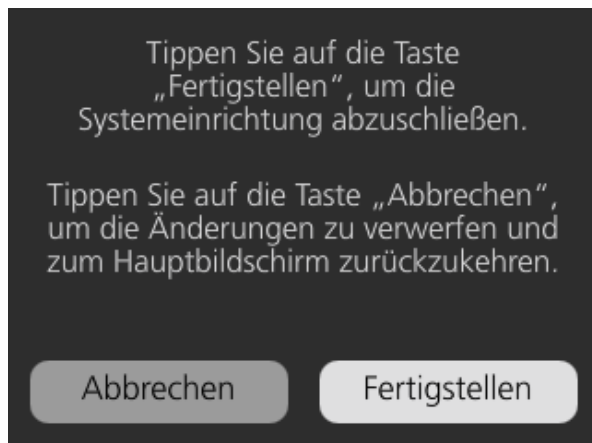 Tippen Sie auf die Taste
„Fertigstellen“, um die
Systemeinrichtung abzuschließen.
Tippen Sie auf die Taste „Abbrechen“,
um die Änderungen zu verwerfen und
zum Hauptbildschirm zurückzukehren.
Abbrechen
Fertigstellen